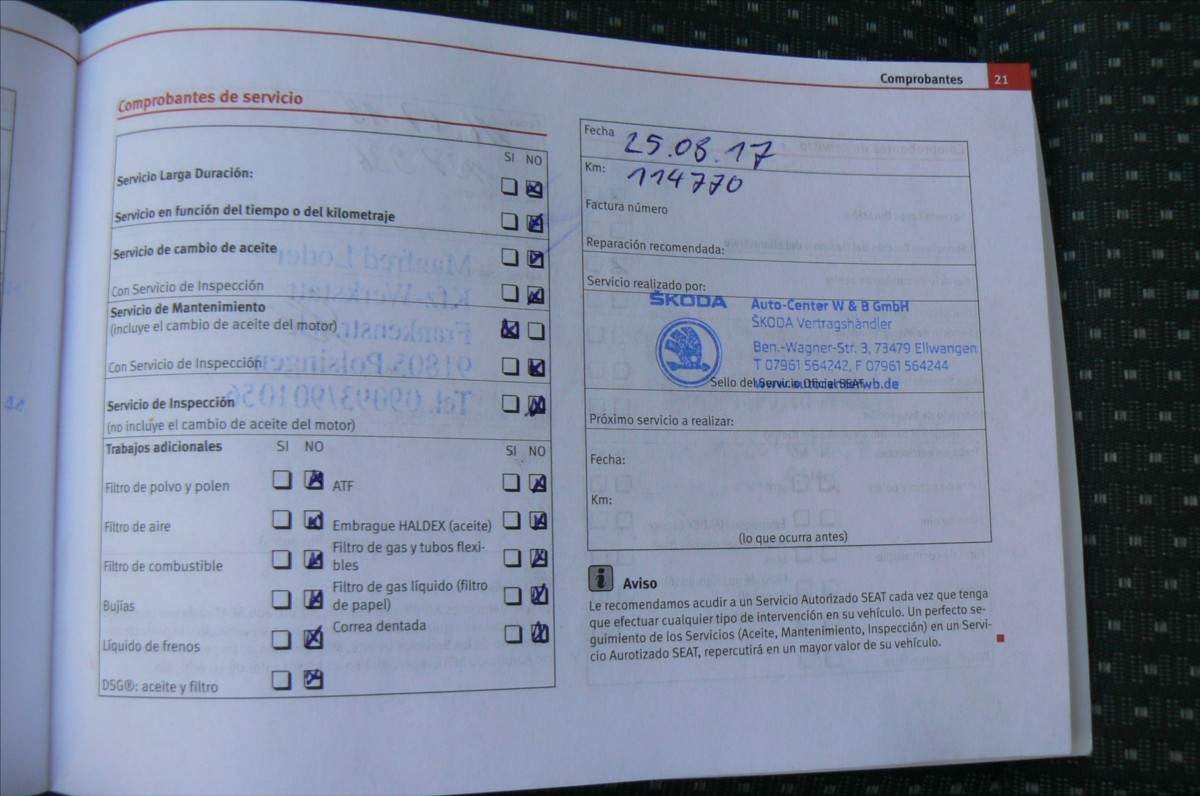 Comprobantes 21
Comprobantes de servicio
SI NO
Servicio Larga Duración:
Servicio en función del tiempo o del kilometraje
Servicio de cambio de aceite
Con Servicio de Inspección
Servicio de Mantenimiento
(incluye el cambio de aceite del motor)
Con Servicio de Inspección
Servicio de Inspección
(no incluye el cambio de aceite del motor)
Trabajos adicionales SI NO SI NO
Filtro de polvo y polen
ATF
Filtro de aire
Embrague HALDEX (aceite)
Filtro de combustible
Filtro de gas y tubos flexi-
bles
Bujías
Filtro de gas líquido (filtro
de papel)
Líquido de frenos
Correa dentada
DSG®: aceite y filtro
Fecha 25.08.17
Km: 114770
Factura número
Reparación recomendada:
Servicio realizado por:
ŠKODA
Auto-Center W & B GmbH
ŠKODA Vertragshändler
Ben.-Wagner-Str. 3, 73479 Ellwangen
T 07961 564242, F 07961 564244
Sello del Servicio Oficial SEAT
Próximo servicio a realizar:
Fecha:
Km:
(lo que ocurra antes)
i Aviso
Le recomendamos acudir a un Servicio Autorizado SEAT cada vez que tenga
que efectuar cualquier tipo de intervención en su vehículo. Un perfecto se-
guimiento de los Servicios (Aceite, Mantenimiento, Inspección) en un Servi-
cio Aurotizado SEAT, repercutirá en un mayor valor de su vehículo.